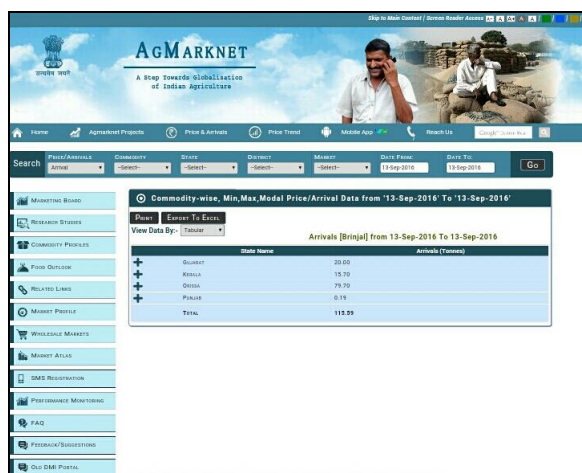 Skip to Main Content | Screen Reader Access A- A A+ A A
सत्यमेव जयते
AGMARKNET
A Step Towards Globalisation
of Indian Agriculture
Home Agmarknet Projects Price & Arrivals Price Trend Mobile App Reach Us
Search
PRICE/ARRIVALS COMMODITY STATE DISTRICT MARKET DATE FROM: DATE TO:
Arrival --Select-- --Select-- --Select-- --Select-- 13-Sep-2016 13-Sep-2016 Go
MARKETING BOARD
RESEARCH STUDIES
COMMODITY PROFILES
FOOD OUTLOOK
RELATED LINKS
MARKET PROFILE
WHOLESALE MARKETS
MARKET ATLAS
SMS REGISTRATION
PERFORMANCE MONITORING
FAQ
FEEDBACK/SUGGESTIONS
OLD DMI PORTAL
Commodity-wise, Min,Max,Modal Price/Arrival Data from '13-Sep-2016' To '13-Sep-2016'
PRINT EXPORT TO EXCEL
View Data By:- Tabular
Arrivals [Brinjal] from 13-Sep-2016 To 13-Sep-2016
State Name Arrivals (Tonnes)
GUJARAT 20.00
KERALA 15.70
ORISSA 79.70
PUNJAB 0.19
TOTAL 115.59